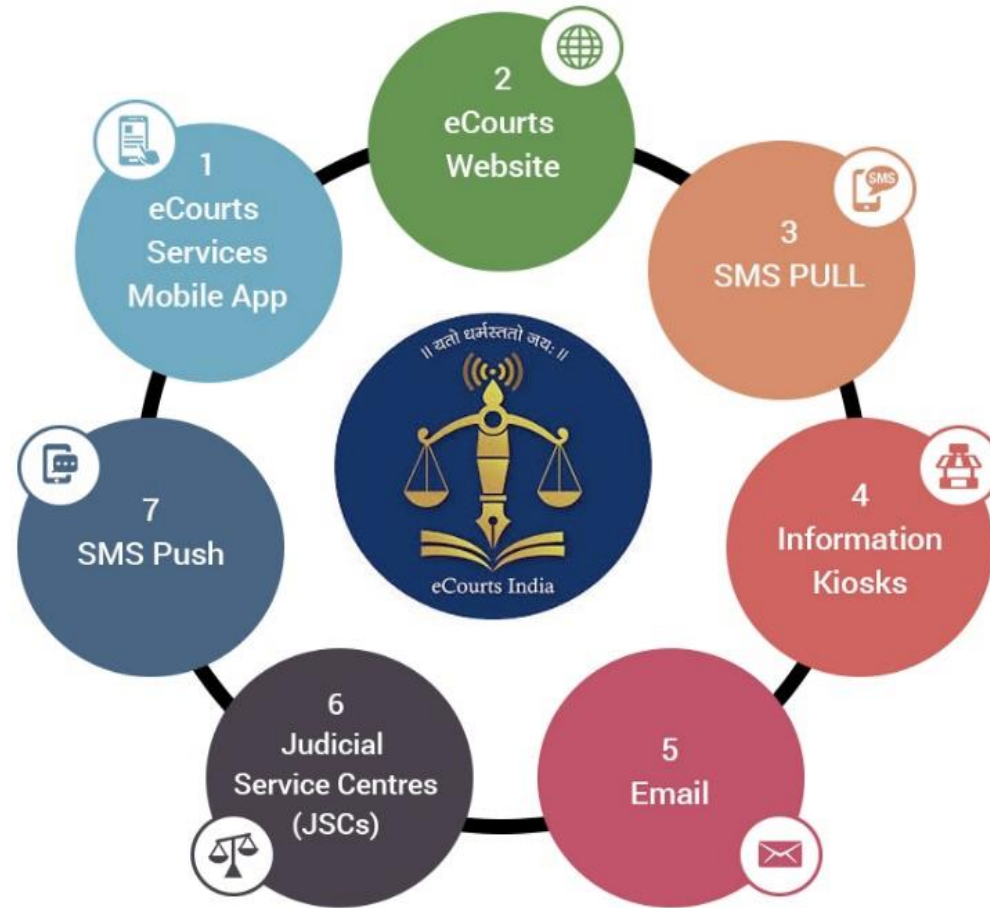 1
eCourts
Services
Mobile App
2
eCourts
Website
3
SMS PULL
SMS
4
Information
Kiosks
5
Email
6
Judicial
Service Centres
(JSCs)
7
SMS Push
॥ यतो धर्मस्ततो जय: ॥
eCourts India